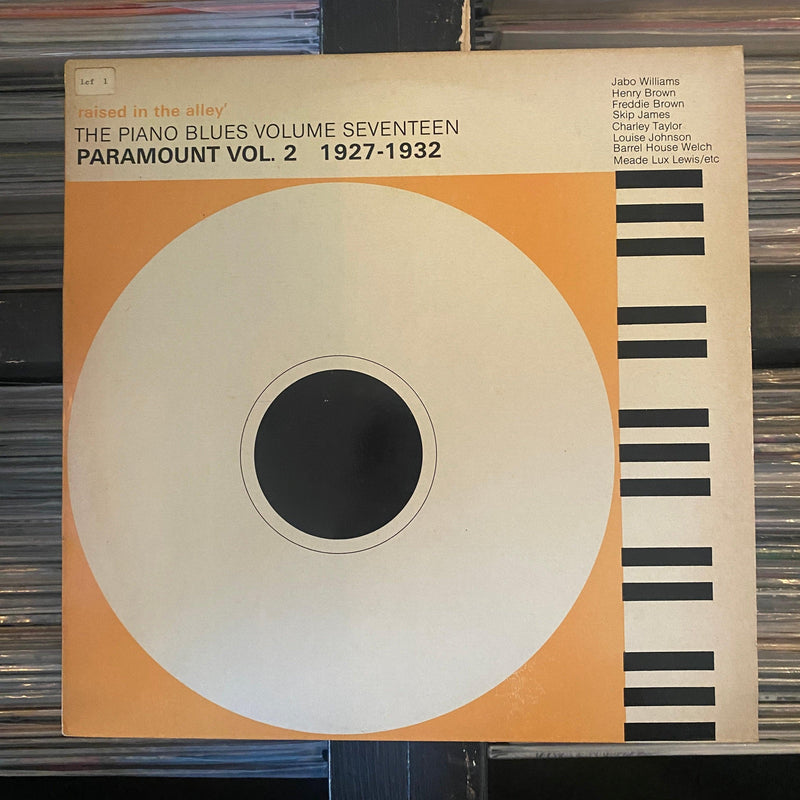 lcf 1
'raised in the alley'
THE PIANO BLUES VOLUME SEVENTEEN
PARAMOUNT VOL. 2 1927-1932
Jabo Williams
Henry Brown
Freddie Brown
Skip James
Charley Taylor
Louise Johnson
Barrel House Welch
Meade Lux Lewis/etc